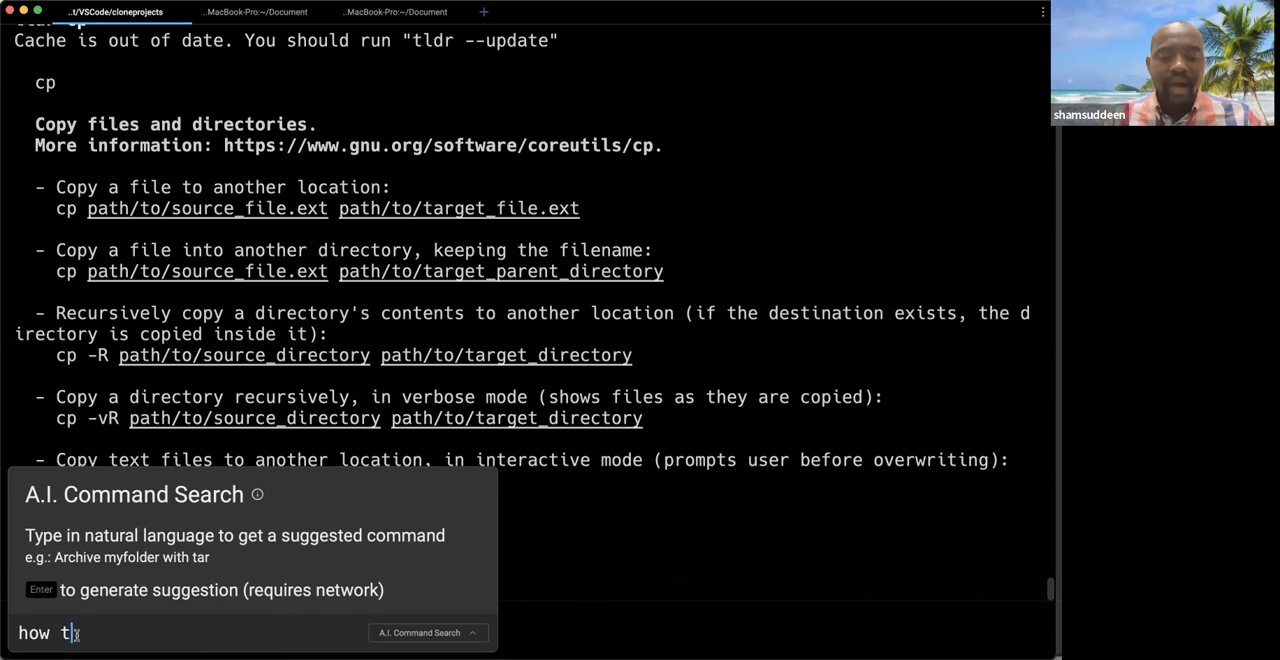 ..t/VSCode/cloneprojects
..MacBook-Pro:~/Document
..MacBook-Pro:~/Document
Cache is out of date. You should run "tldr --update"
cp
Copy files and directories.
More information: https://www.gnu.org/software/coreutils/cp.
- Copy a file to another location:
cp path/to/source_file.ext path/to/target_file.ext
- Copy a file into another directory, keeping the filename:
cp path/to/source_file.ext path/to/target_parent_directory
- Recursively copy a directory's contents to another location (if the destination exists, the d
irectory is copied inside it):
cp -R path/to/source_directory path/to/target_directory
- Copy a directory recursively, in verbose mode (shows files as they are copied):
cp -vR path/to/source_directory path/to/target_directory
- Copy text files to another location, in interactive mode (prompts user before overwriting):
A.I. Command Search
Type in natural language to get a suggested command
e.g.: Archive myfolder with tar
Enter to generate suggestion (requires network)
how t
A.I. Command Search
shamsuddeen